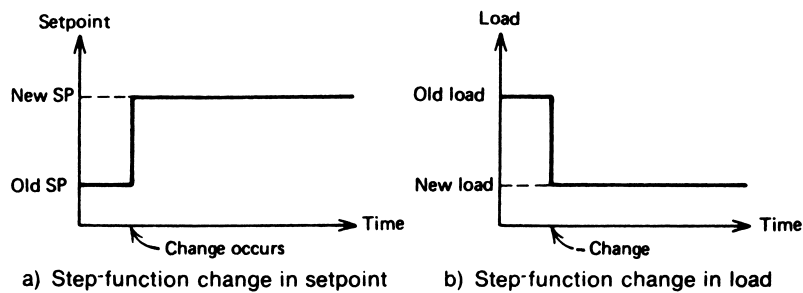 Setpoint
New SP
Old SP
Time
Change occurs
a) Step-function change in setpoint
Load
Old load
New load
Time
Change
b) Step-function change in load